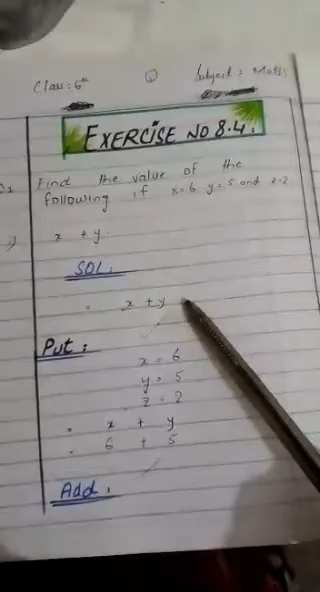 Class: 6th
Subject: Maths
EXERCISE NO 8.4.
Find the value of the
following if x=6 y=5 and z=2
i) x + y
SOL:
= x + y
Put:
x = 6
y = 5
z = 2
= x + y
= 6 + 5
Add: